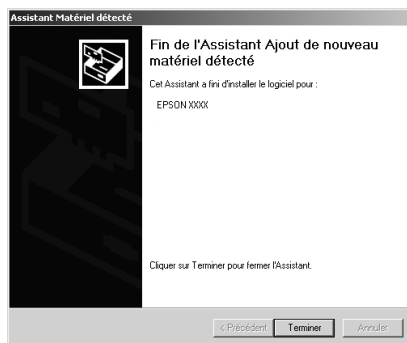 Assistant Matériel détecté
Fin de l'Assistant Ajout de nouveau
matériel détecté
Cet Assistant a fini d'installer le logiciel pour :
EPSON XXXX
Cliquer sur Terminer pour fermer l'Assistant.
< Précédent
Terminer
Annuler